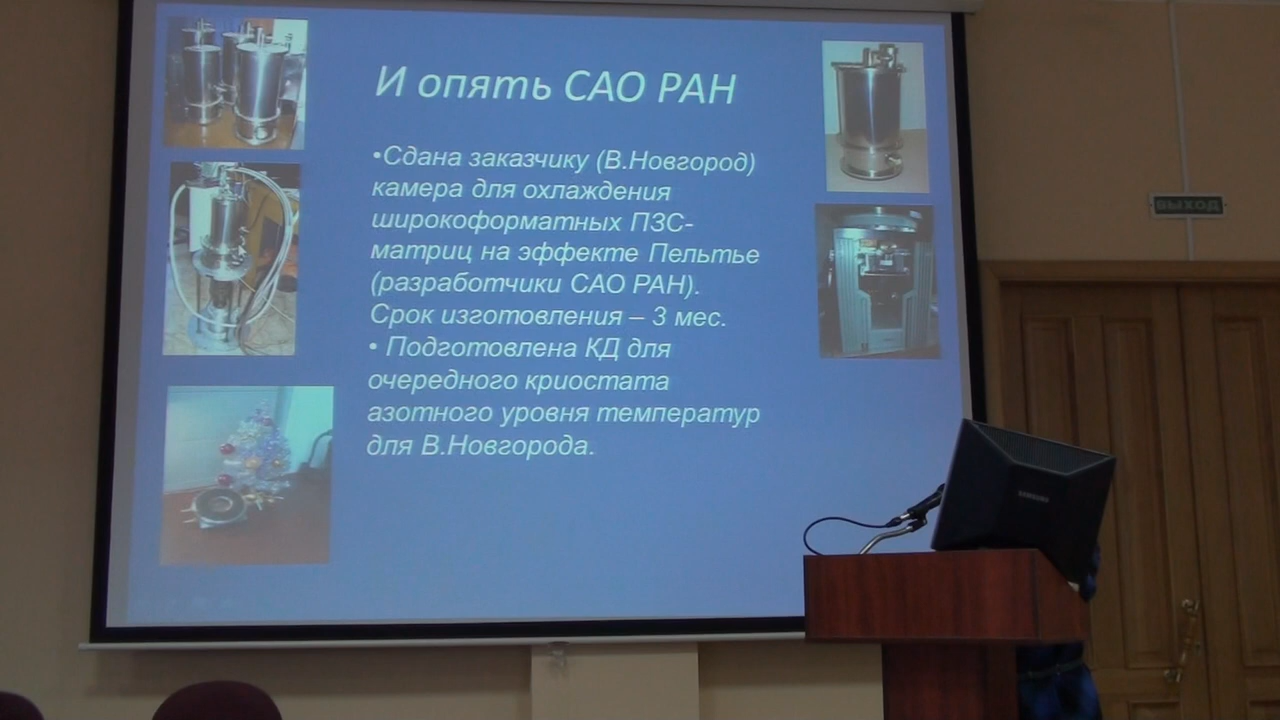 И опять САО РАН
•Сдана заказчику (В.Новгород)
камера для охлаждения
широкоформатных ПЗС-
матриц на эффекте Пельтье
(разработчики САО РАН).
Срок изготовления – 3 мес.
• Подготовлена КД для
очередного криостата
азотного уровня температур
для В.Новгорода.
ВЫХОД
SAMSUNG